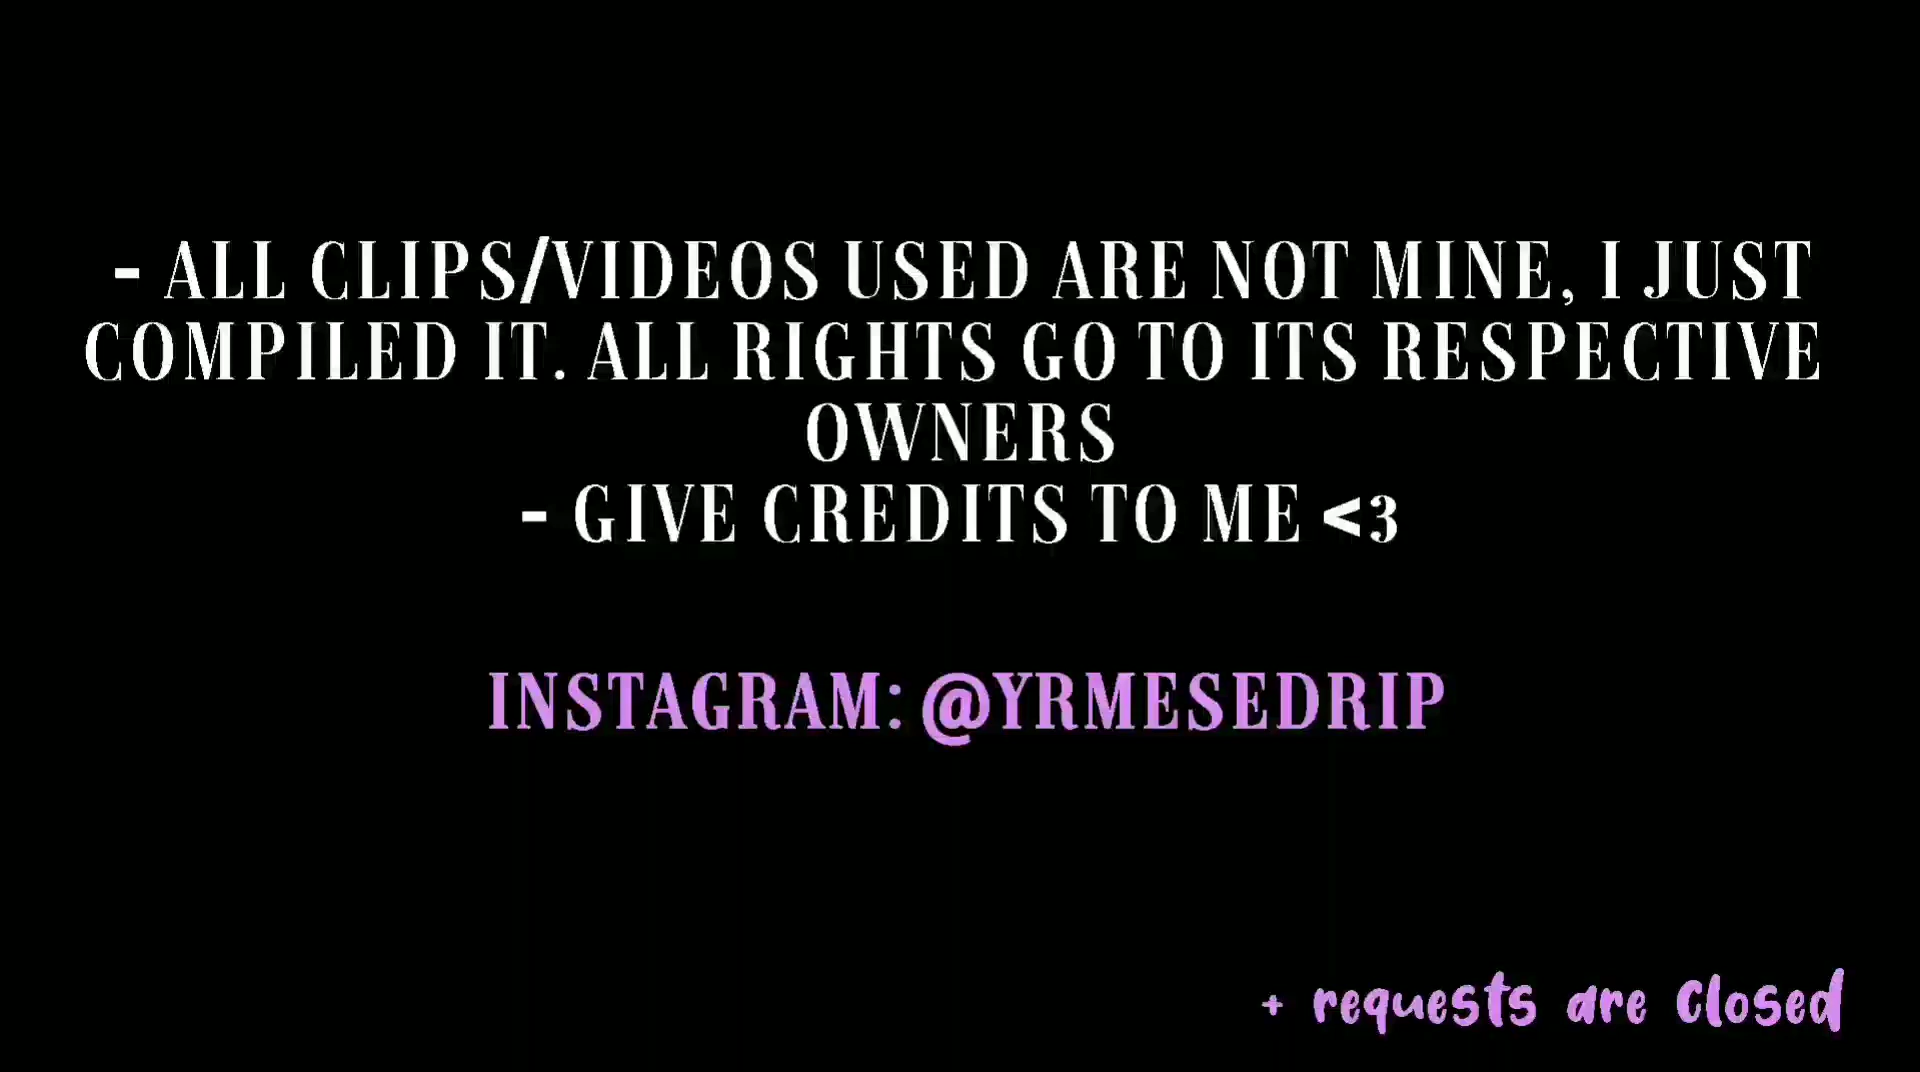 - ALL CLIPS/VIDEOS USED ARE NOT MINE, I JUST
COMPILED IT. ALL RIGHTS GO TO ITS RESPECTIVE
OWNERS
- GIVE CREDITS TO ME <3
INSTAGRAM: @YRMESEDRIP
+ requests are closed